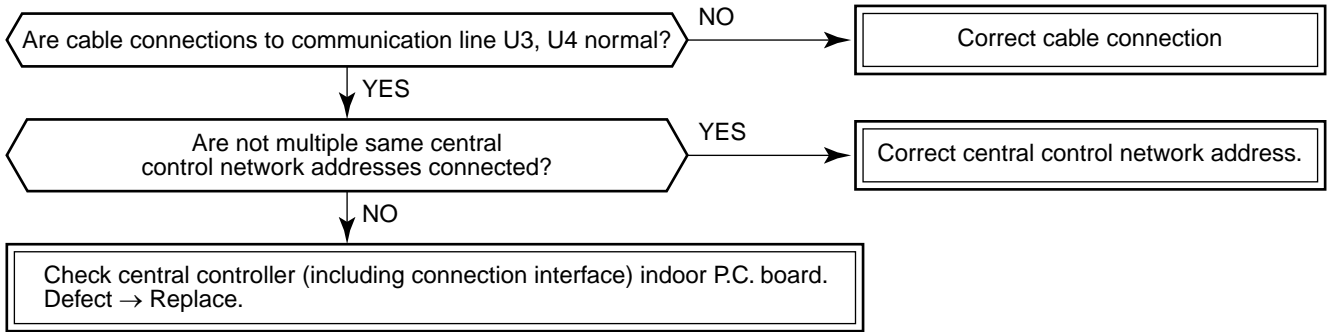 Are cable connections to communication line U3, U4 normal?
NO
Correct cable connection
YES
Are not multiple same central
control network addresses connected?
YES
Correct central control network address.
NO
Check central controller (including connection interface) indoor P.C. board.
Defect → Replace.